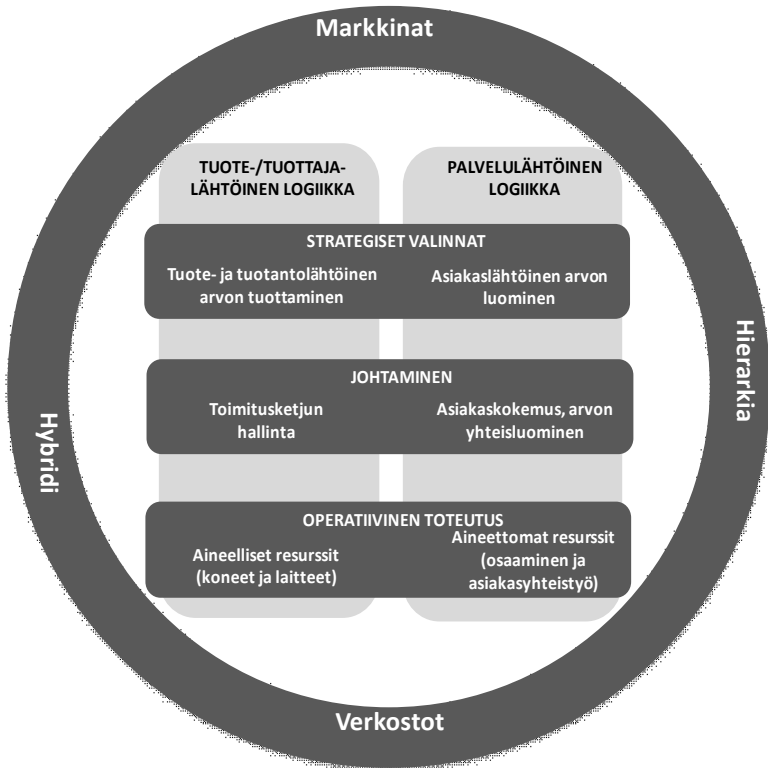 Markkinat
TUOTE-/TUOTTAJA-
LÄHTÖINEN LOGIIKKA
PALVELULÄHTÖINEN
LOGIIKKA
STRATEGISET VALINNAT
Tuote- ja tuotantolähtöinen
arvon tuottaminen
Asiakaslähtöinen arvon
luominen
Hierarkia
JOHTAMINEN
Toimitusketjun
hallinta
Asiakaskokemus, arvon
yhteisluominen
Hybridi
OPERATIIVINEN TOTEUTUS
Aineelliset resurssit
(koneet ja laitteet)
Aineettomat resurssit
(osaaminen ja
asiakasyhteistyö)
Verkostot